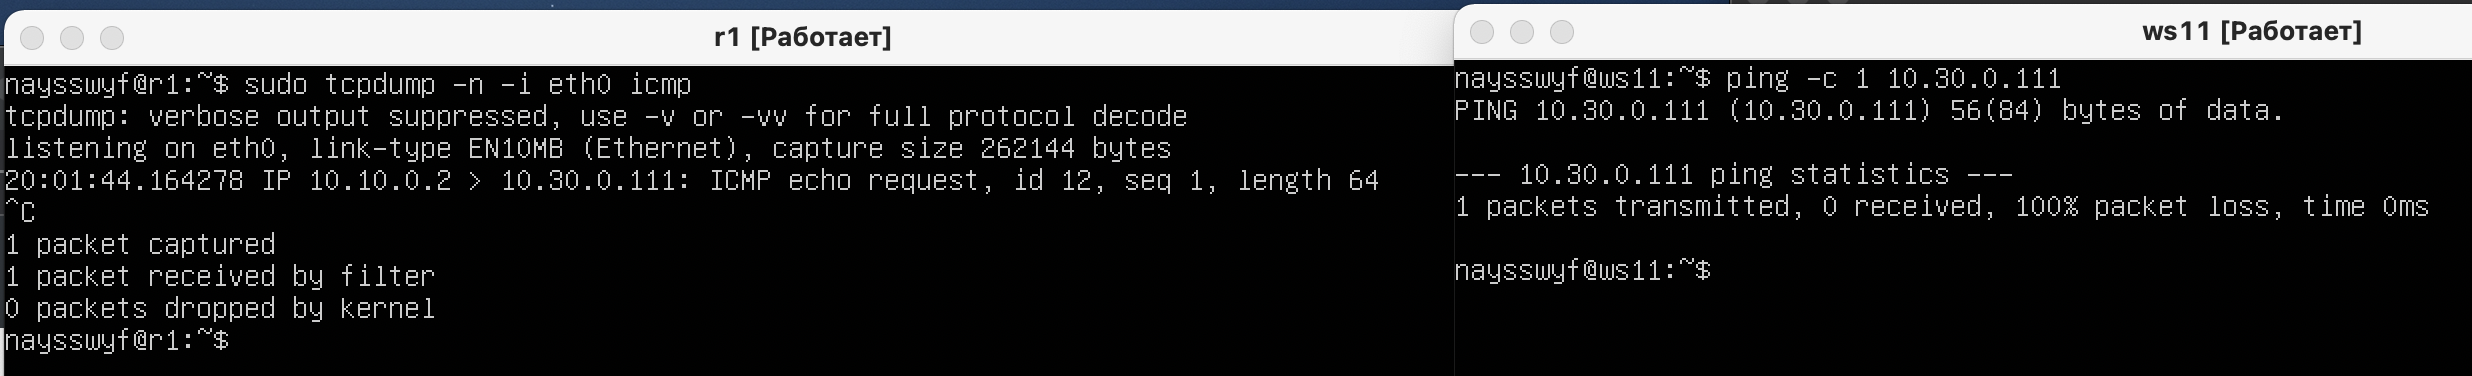 r1 [Работает]
naysswyf@r1:~$ sudo tcpdump -n -i eth0 icmp
tcpdump: verbose output suppressed, use -v or -vv for full protocol decode
listening on eth0, link-type EN10MB (Ethernet), capture size 262144 bytes
20:01:44.164278 IP 10.10.0.2 > 10.30.0.111: ICMP echo request, id 12, seq 1, length 64
^C
1 packet captured
1 packet received by filter
0 packets dropped by kernel
naysswyf@r1:~$
ws11 [Работает]
naysswyf@ws11:~$ ping -c 1 10.30.0.111
PING 10.30.0.111 (10.30.0.111) 56(84) bytes of data.
--- 10.30.0.111 ping statistics ---
1 packets transmitted, 0 received, 100% packet loss, time 0ms
naysswyf@ws11:~$